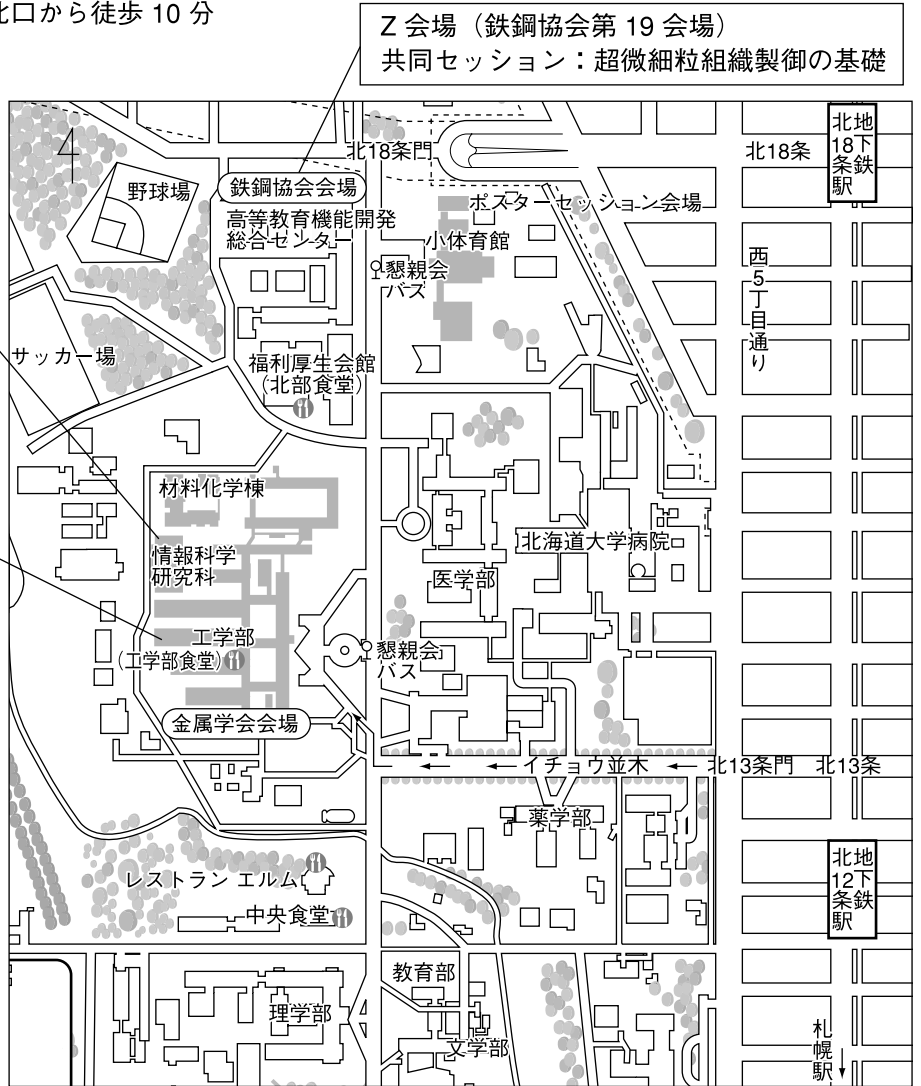 北口から徒歩 10 分
Z 会場（鉄鋼協会第 19 会場）
共同セッション：超微細粒組織製御の基礎
北18条門
北18条
地下鉄
北18条駅
野球場
鉄鋼協会会場
高等教育機能開発
総合センター
ポスターセッション会場
小体育館
懇親会
バス
西5丁目通り
サッカー場
福利厚生会館
（北部食堂）
材料化学棟
情報科学
研究科
北海道大学病院
医学部
工学部
（工学部食堂）
懇親会
バス
金属学会会場
イチョウ並木
北13条門
北13条
薬学部
レストラン エルム
中央食堂
地下鉄
北12条駅
教育部
理学部
文学部
札幌駅